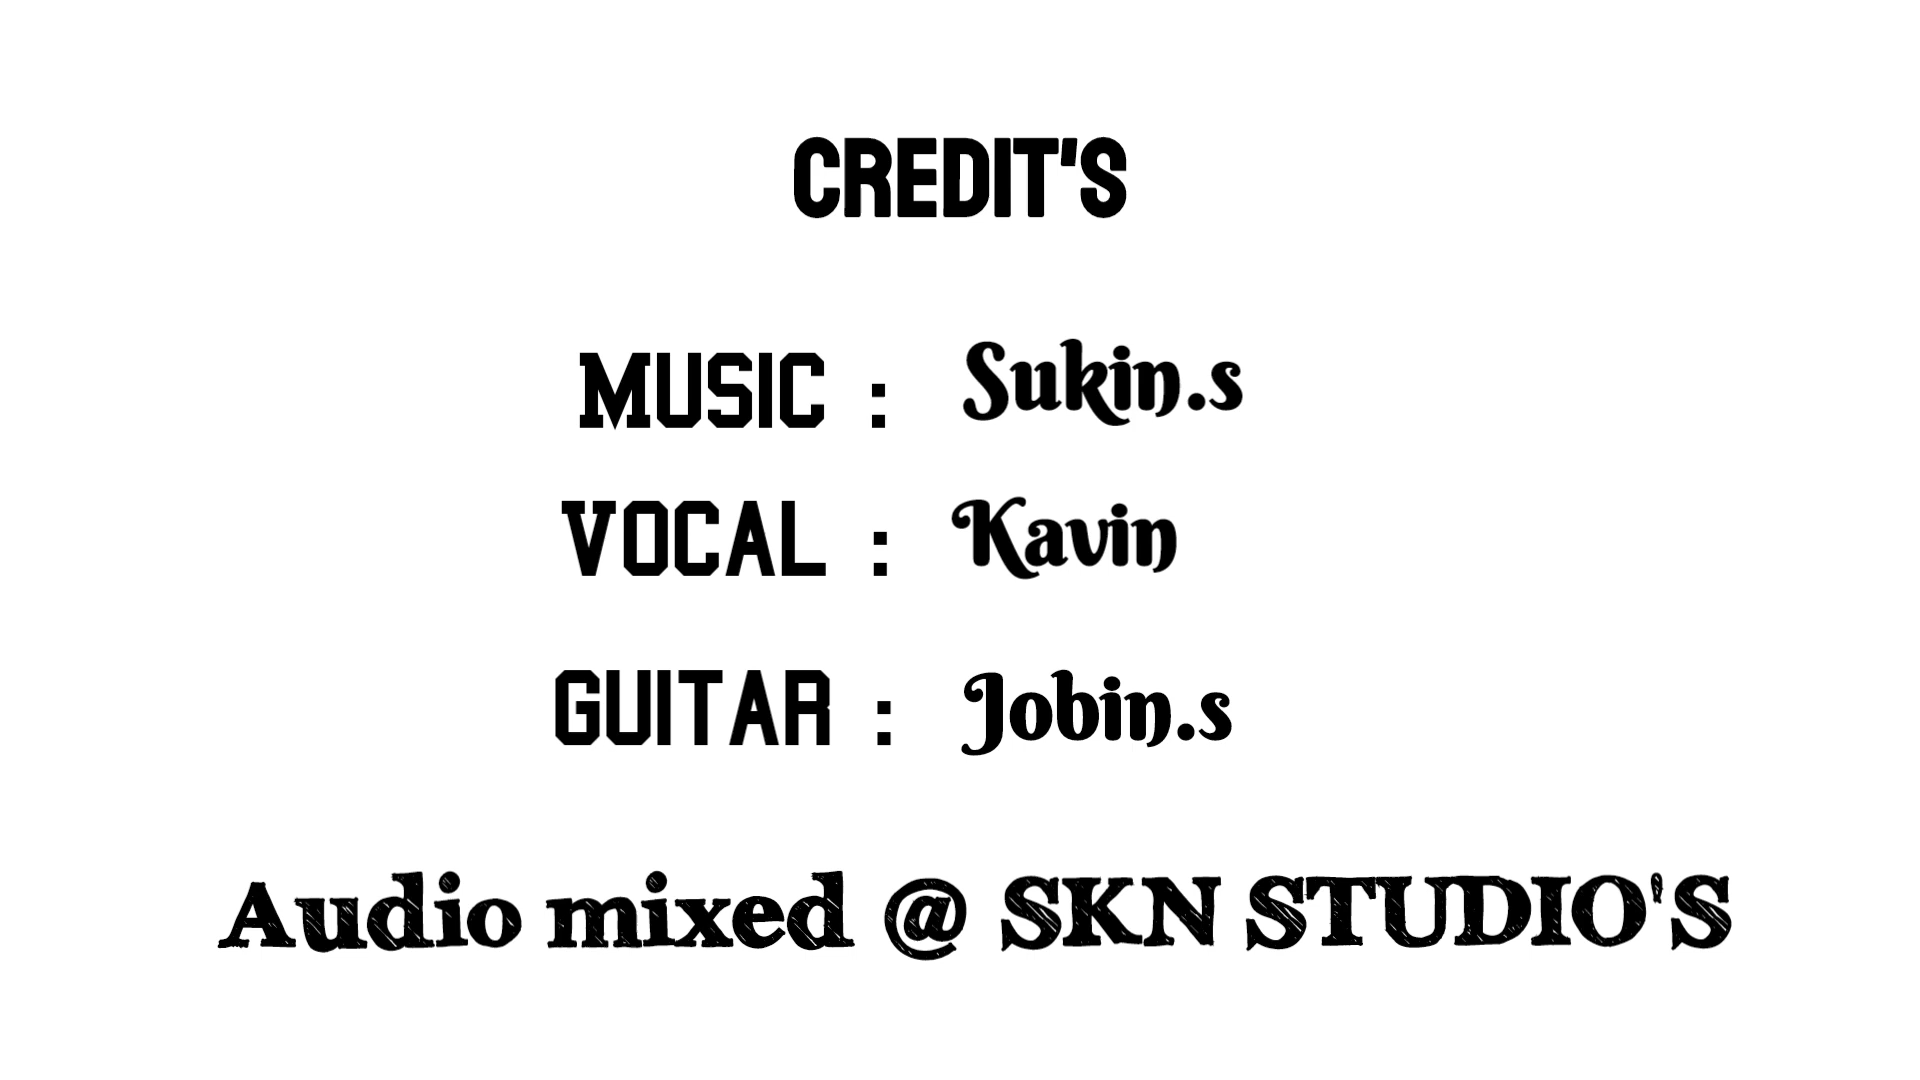 CREDIT'S
MUSIC : Sukin.s
VOCAL : Kavin
GUITAR : Jobin.s
Audio mixed @ SKN STUDIO'S